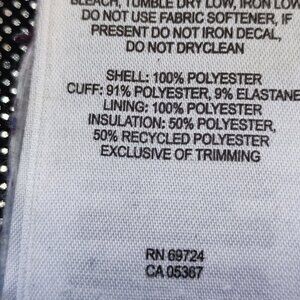 BLEACH, TUMBLE DRY LOW, IRON LOW
DO NOT USE FABRIC SOFTENER, IF
PRESENT DO NOT IRON DECAL,
DO NOT DRYCLEAN
SHELL: 100% POLYESTER
CUFF: 91% POLYESTER, 9% ELASTANE
LINING: 100% POLYESTER
INSULATION: 50% POLYESTER,
50% RECYCLED POLYESTER
EXCLUSIVE OF TRIMMING
RN 69724
CA 05367